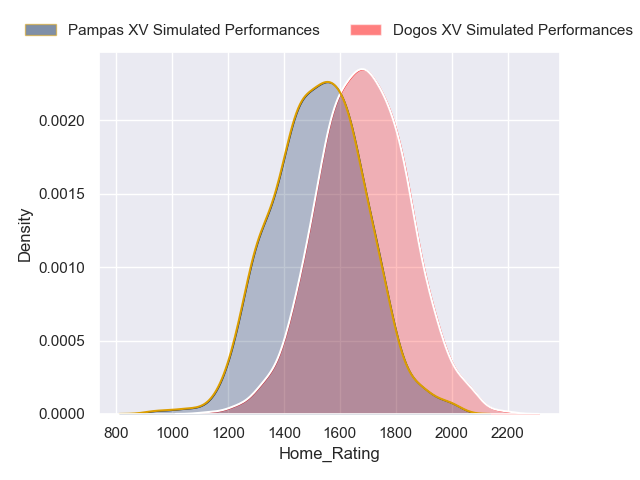 Pampas XV Simulated Performances Dogos XV Simulated Performances
0.0020
0.0015
0.0010
0.0005
0.0000
Density
800 1000 1200 1400 1600 1800 2000 2200
Home_Rating